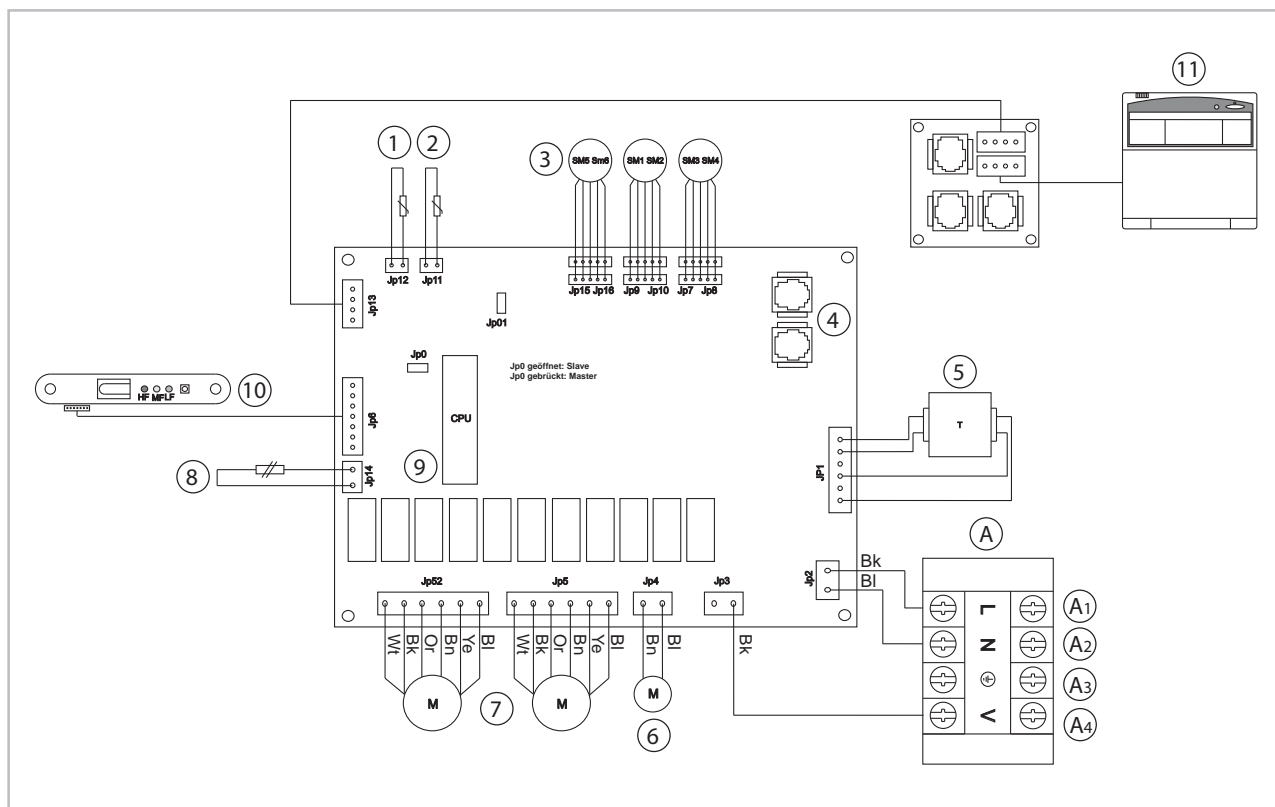 11
1
2
3
SM5 Sm6
SM1 SM2
SM3 SM4
Jp12
Jp11
Jp15
Jp16
Jp9
Jp10
Jp7
Jp8
Jp13
Jp01
4
Jp0
Jp0 geöffnet: Slave
Jp0 gebrückt: Master
5
T
HF MF LF
10
Jp6
CPU
9
8
Jp14
JP1
A
Jp52
Jp5
Jp4
Jp3
Jp2
Bk
Bl
Wt
Bk
Or
Bn
Ye
Bl
Wt
Bk
Or
Bn
Ye
Bl
Bn
Bl
Bk
L
N
V
A1
A2
A3
A4
M
7
M
M
6